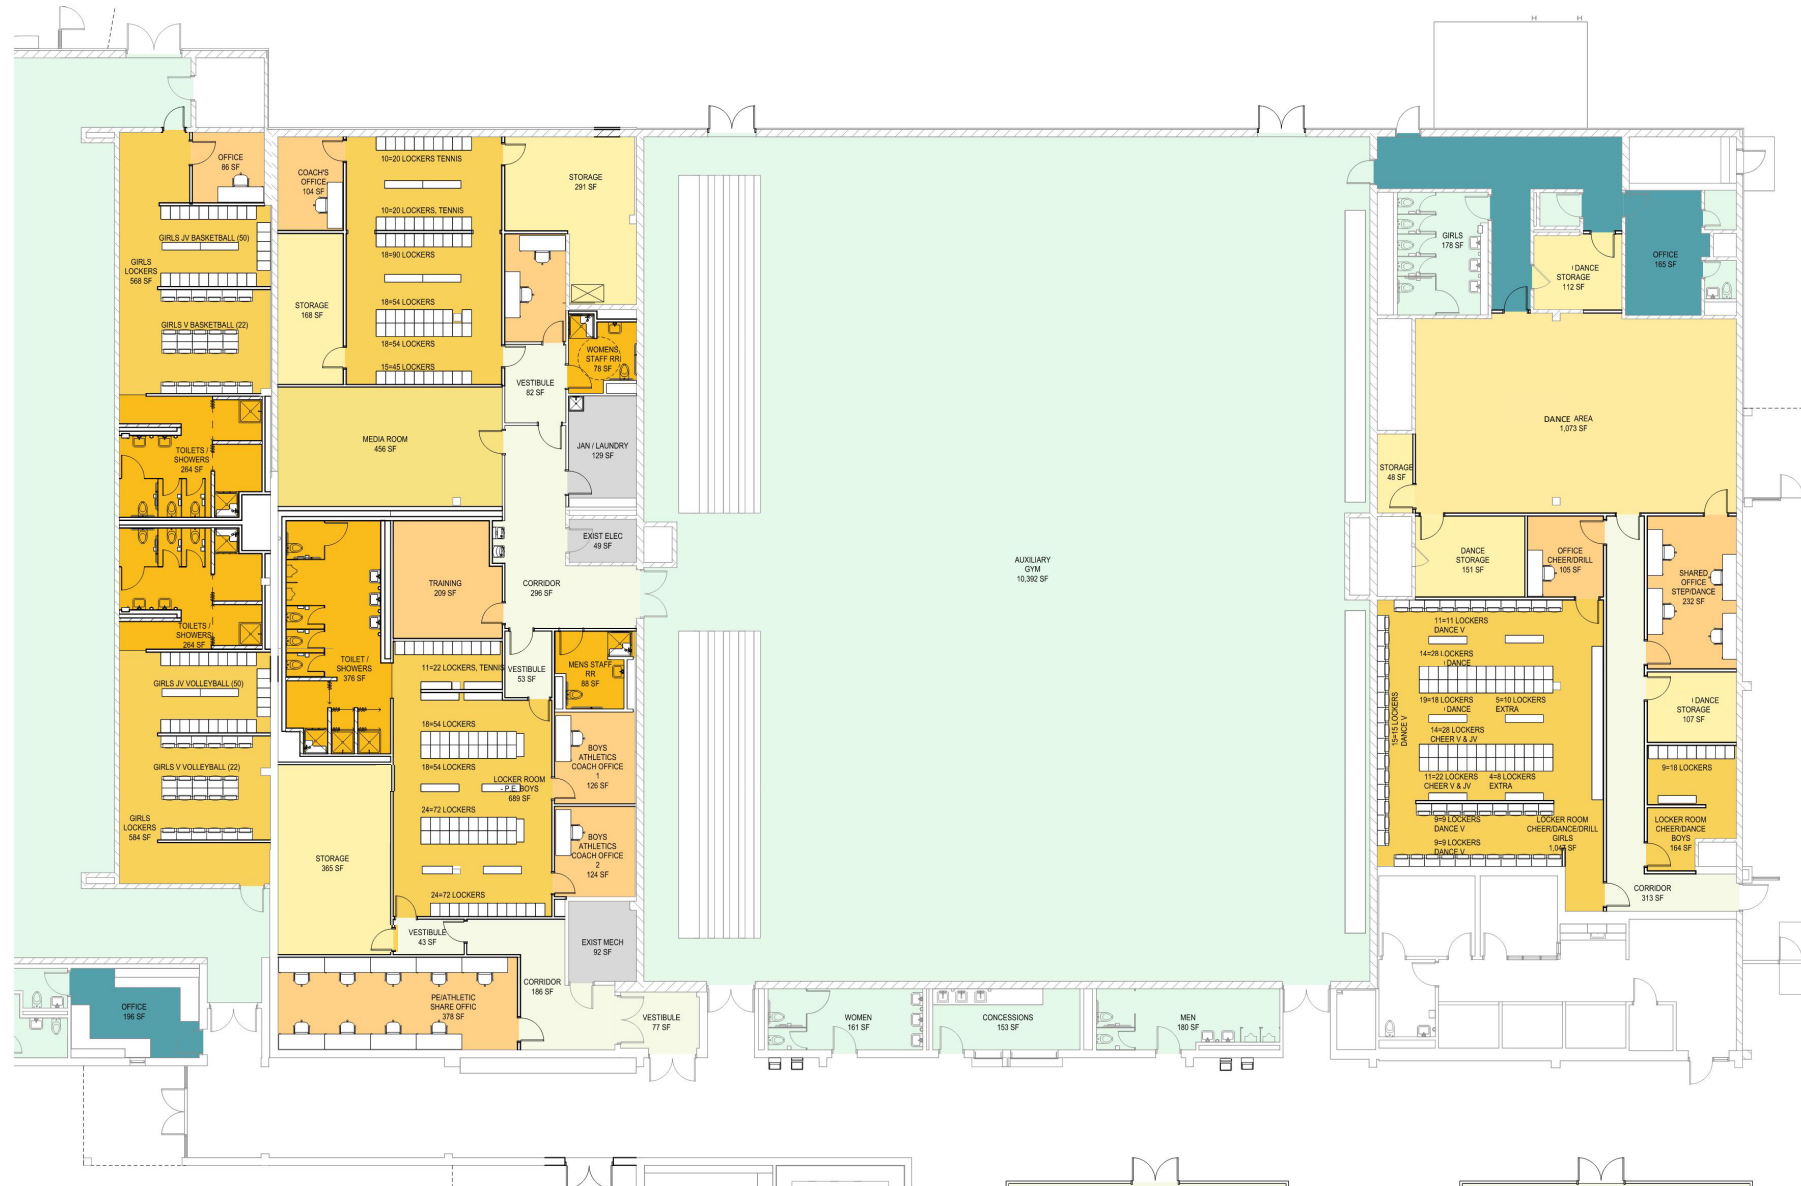 OFFICE
86 SF
GIRLS JV BASKETBALL (50)
GIRLS
LOCKERS
568 SF
GIRLS V BASKETBALL (22)
TOILETS /
SHOWERS
264 SF
TOILETS /
SHOWERS
264 SF
GIRLS JV VOLLEYBALL (50)
GIRLS V VOLLEYBALL (22)
GIRLS
LOCKERS
584 SF
OFFICE
196 SF
COACH'S
OFFICE
104 SF
10=20 LOCKERS TENNIS
10=20 LOCKERS, TENNIS
18=90 LOCKERS
18=54 LOCKERS
18=54 LOCKERS
15=45 LOCKERS
STORAGE
168 SF
STORAGE
291 SF
WOMENS
STAFF RR
78 SF
VESTIBULE
82 SF
MEDIA ROOM
456 SF
JAN / LAUNDRY
129 SF
EXIST ELEC
49 SF
TRAINING
209 SF
CORRIDOR
296 SF
TOILET /
SHOWERS
376 SF
11=22 LOCKERS, TENNIS
VESTIBULE
53 SF
MENS STAFF
RR
88 SF
18=54 LOCKERS
18=54 LOCKERS
LOCKER ROOM
- P.E. BOYS
689 SF
24=72 LOCKERS
24=72 LOCKERS
BOYS
ATHLETICS
COACH OFFICE
1
126 SF
BOYS
ATHLETICS
COACH OFFICE
2
124 SF
STORAGE
365 SF
VESTIBULE
43 SF
EXIST MECH
92 SF
CORRIDOR
186 SF
PE/ATHLETIC
SHARE OFFIC
378 SF
VESTIBULE
77 SF
AUXILIARY
GYM
10,392 SF
WOMEN
161 SF
CONCESSIONS
153 SF
MEN
180 SF
GIRLS
178 SF
DANCE
STORAGE
112 SF
OFFICE
165 SF
DANCE AREA
1,073 SF
STORAGE
48 SF
DANCE
STORAGE
151 SF
OFFICE
CHEER/DRILL
105 SF
SHARED
OFFICE
STEP/DANCE
232 SF
11=11 LOCKERS
DANCE V
14=28 LOCKERS
DANCE
19=18 LOCKERS
DANCE
5=10 LOCKERS
EXTRA
14=28 LOCKERS
CHEER V & JV
11=22 LOCKERS
CHEER V & JV
4=8 LOCKERS
EXTRA
9=9 LOCKERS
DANCE V
9=9 LOCKERS
DANCE V
15=15 LOCKERS
DANCE V
LOCKER ROOM
CHEER/DANCE/DRILL
GIRLS
1,047 SF
DANCE
STORAGE
107 SF
9=18 LOCKERS
LOCKER ROOM
CHEER/DANCE
BOYS
164 SF
CORRIDOR
313 SF